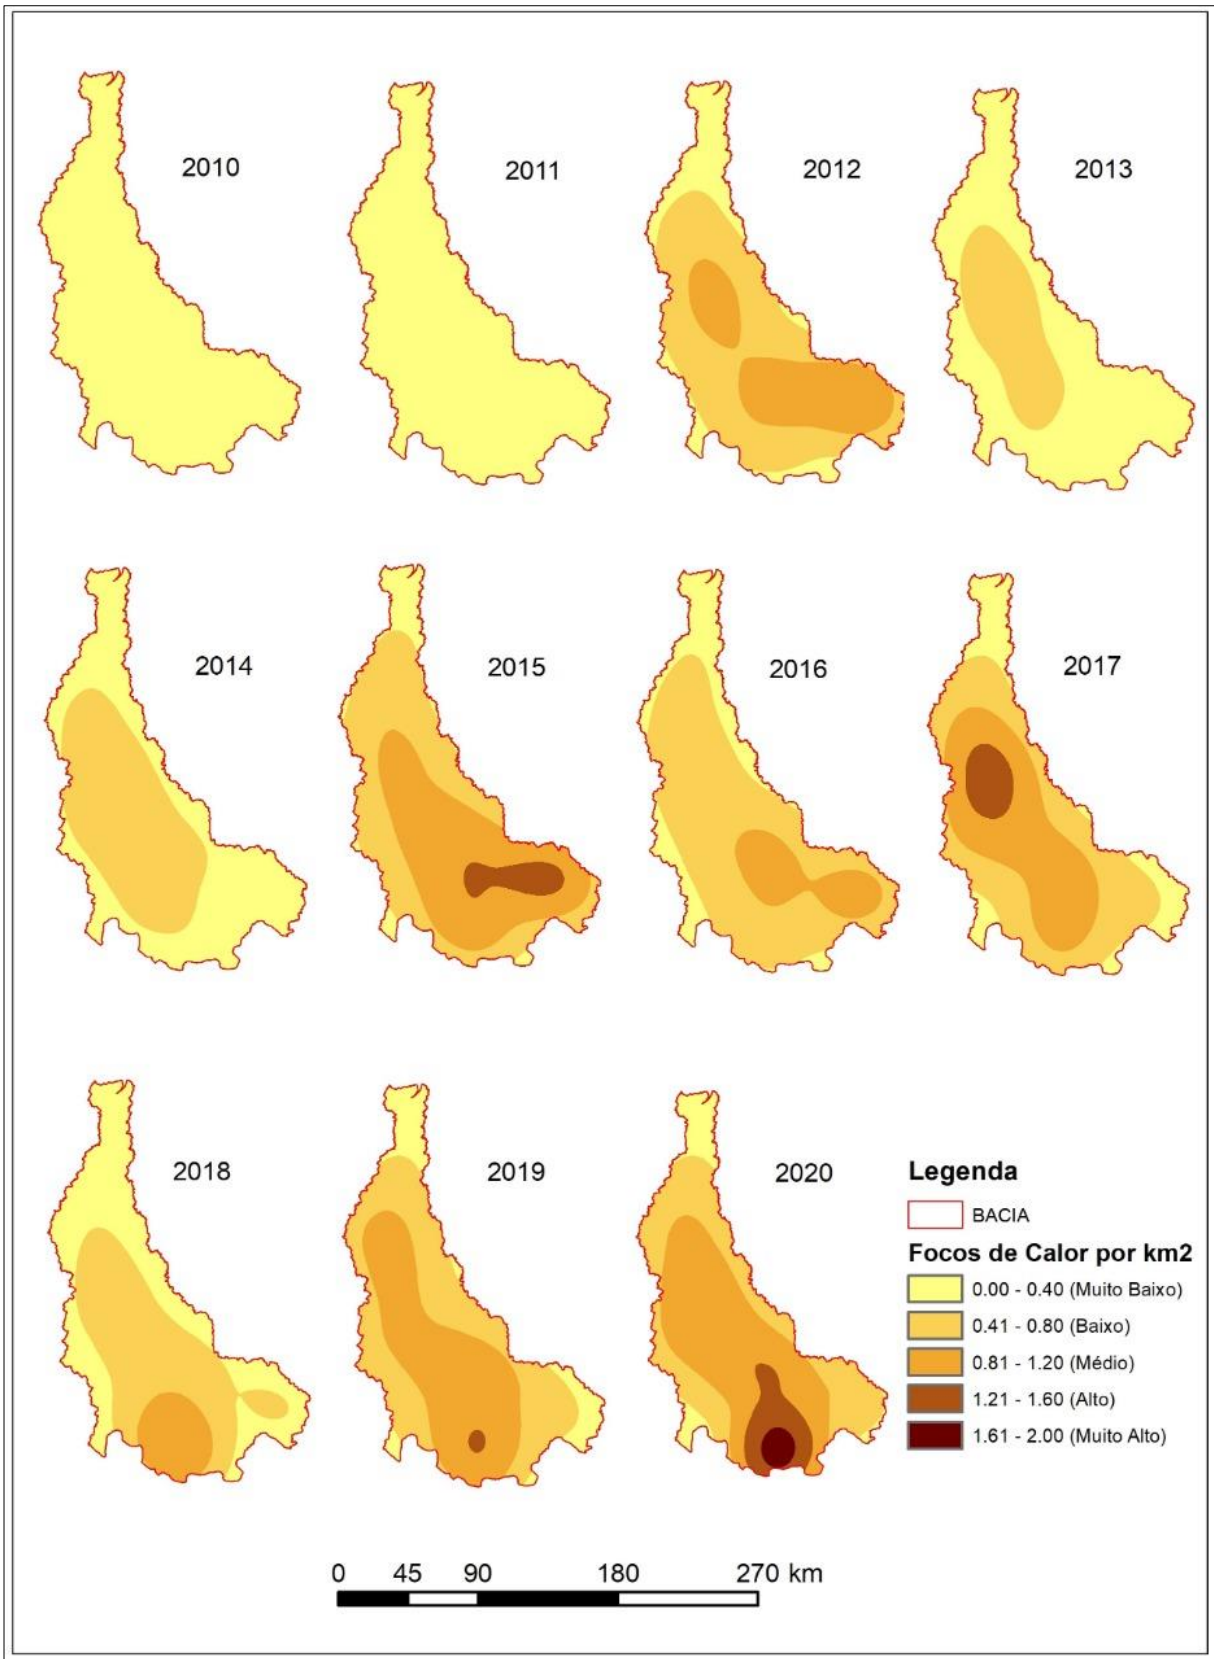 2010
2011
2012
2013
2014
2015
2016
2017
2018
2019
2020
Legenda
BACIA
Focos de Calor por km2
0.00 - 0.40 (Muito Baixo)
0.41 - 0.80 (Baixo)
0.81 - 1.20 (Médio)
1.21 - 1.60 (Alto)
1.61 - 2.00 (Muito Alto)
0 45 90 180 270 km